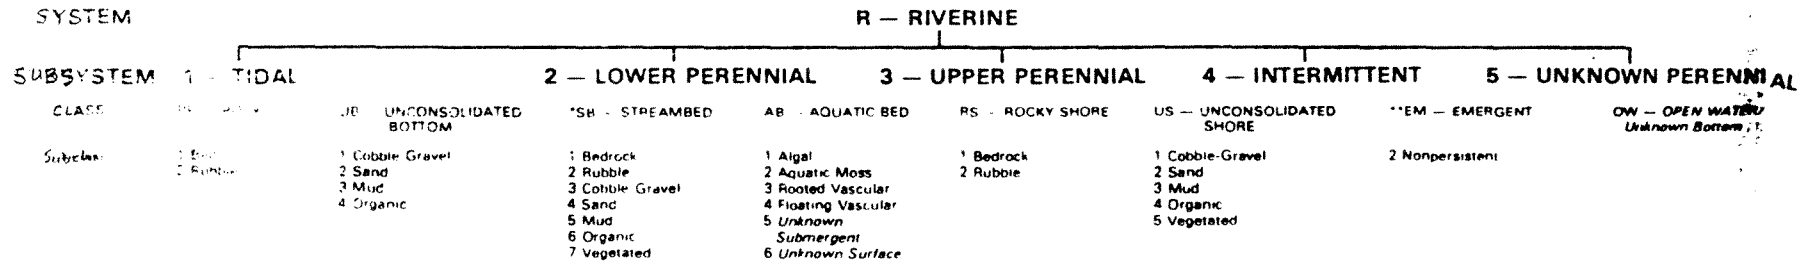 SYSTEM R — RIVERINE
SUBSYSTEM 1 - TIDAL 2 — LOWER PERENNIAL 3 — UPPER PERENNIAL 4 — INTERMITTENT 5 — UNKNOWN PERENNIAL
CLASS UB - UNCONSOLIDATED *SB - STREAMBED AB - AQUATIC BED RS - ROCKY SHORE US — UNCONSOLIDATED **EM — EMERGENT OW — OPEN WATER/
BOTTOM SHORE Unknown Bottom
Subclass 1 Cobble Gravel 1 Bedrock 1 Algal 1 Bedrock 1 Cobble-Gravel 2 Nonpersistent
2 Rubble 2 Sand 2 Rubble 2 Aquatic Moss 2 Rubble 2 Sand
3 Mud 3 Cobble Gravel 3 Rooted Vascular 3 Mud
4 Organic 4 Sand 4 Floating Vascular 4 Organic
5 Mud 5 Unknown 5 Vegetated
6 Organic Submergent
7 Vegetated 6 Unknown Surface